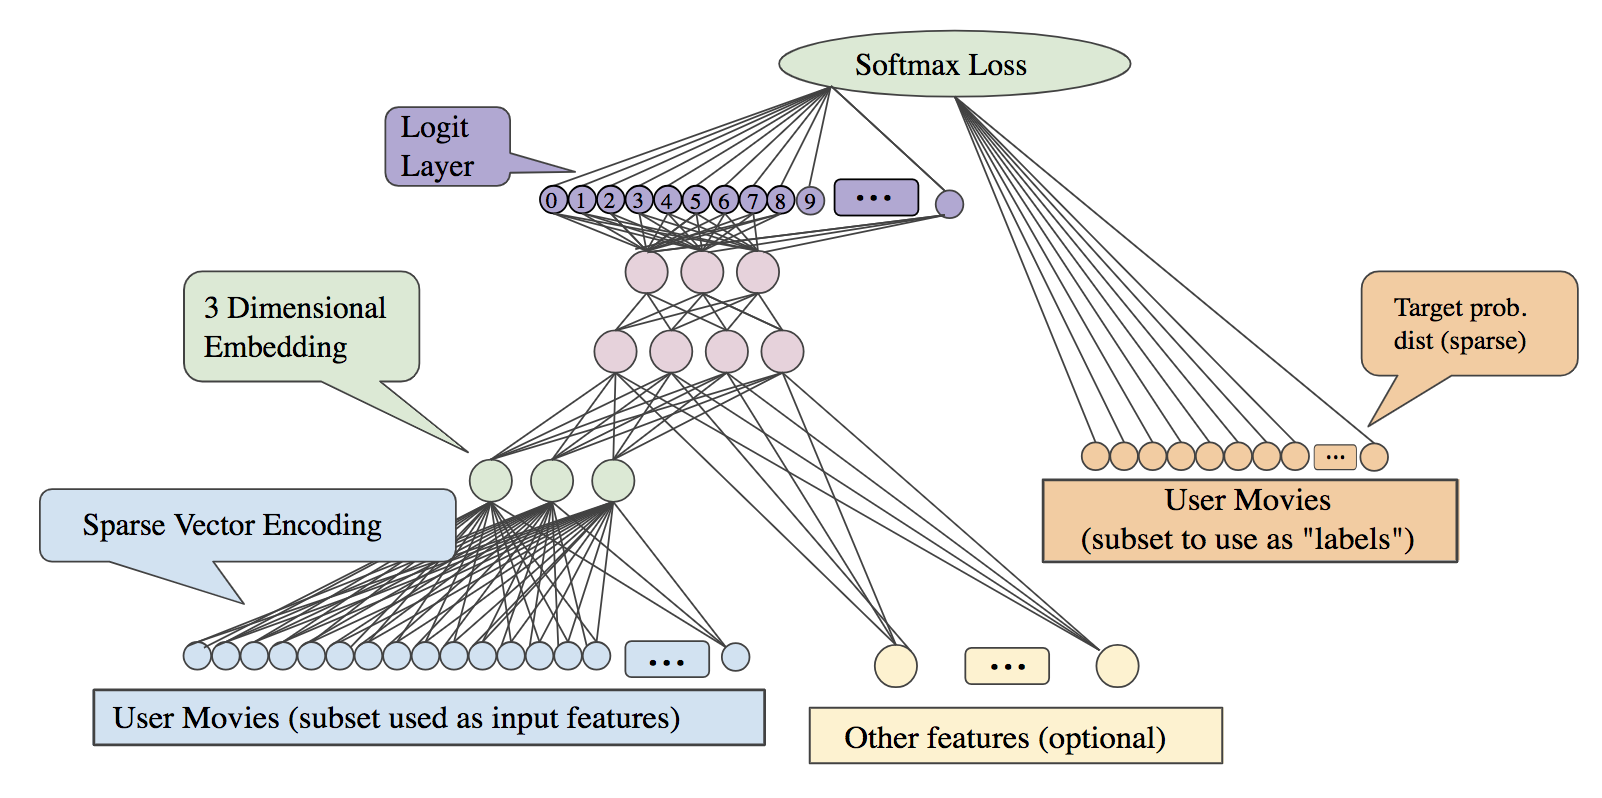 Softmax Loss
Logit
Layer
0 1 2 3 4 5 6 7 8 9 ...
3 Dimensional
Embedding
Target prob.
dist (sparse)
...
User Movies
(subset to use as "labels")
Sparse Vector Encoding
...
...
User Movies (subset used as input features)
Other features (optional)